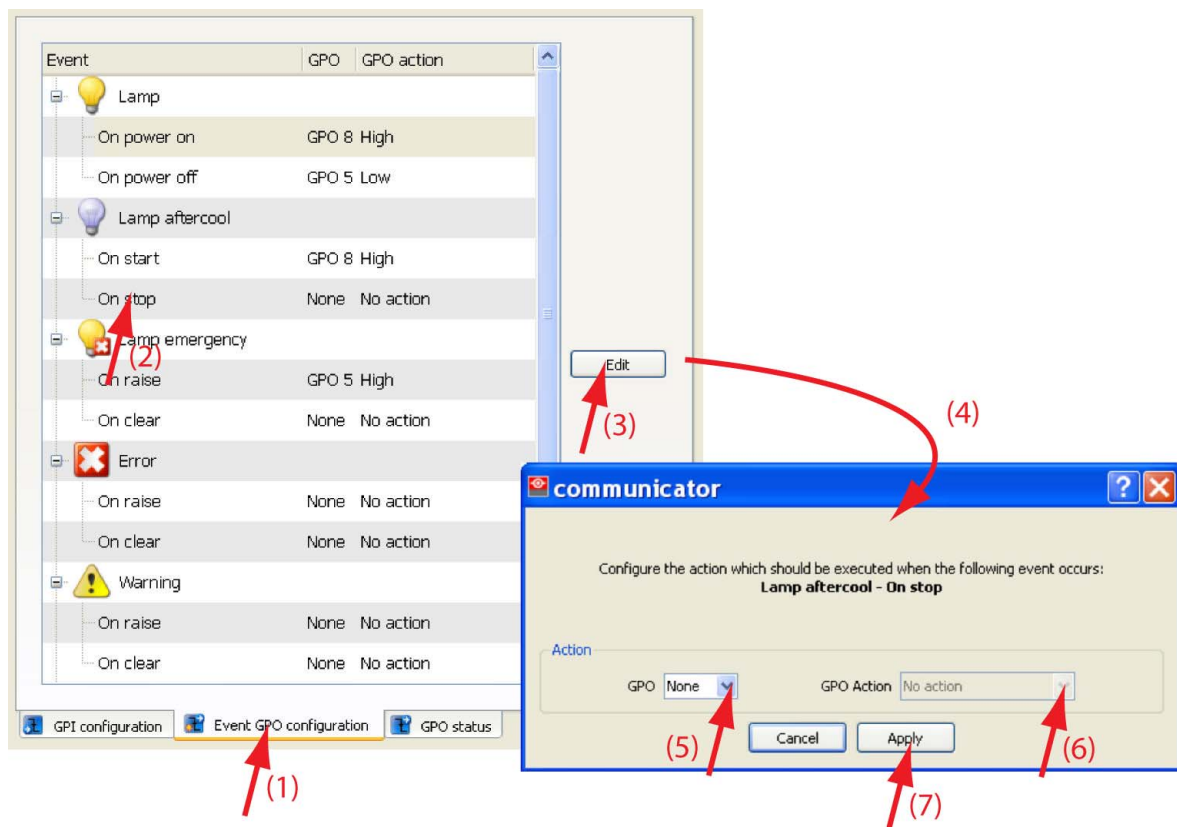 Event GPO GPO action
Lamp
On power on GPO 8 High
On power off GPO 5 Low
Lamp aftercool
On start GPO 8 High
On stop None No action
(2)
Lamp emergency
On raise GPO 5 High
On clear None No action
Edit
(3)
(4)
Error
On raise None No action
On clear None No action
Warning
On raise None No action
On clear None No action
GPI configuration Event GPO configuration GPO status
(1)
communicator
Configure the action which should be executed when the following event occurs:
Lamp aftercool - On stop
Action
GPO None GPO Action No action
(5)
(6)
Cancel Apply
(7)